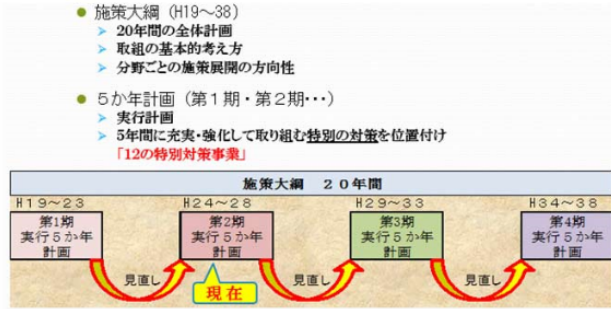 ● 施策大綱（H19～38）
➢ 20年間の全体計画
➢ 取組の基本的考え方
➢ 分野ごとの施策展開の方向性
● 5か年計画（第1期・第2期･･･）
➢ 実行計画
➢ 5年間に充実・強化して取り組む特別の対策を位置付け
「12の特別対策事業」
施策大綱　20年間
H19～23
H24～28
H29～33
H34～38
第1期
実行5か年
計画
第2期
実行5か年
計画
第3期
実行5か年
計画
第4期
実行5か年
計画
見直し
見直し
見直し
現在